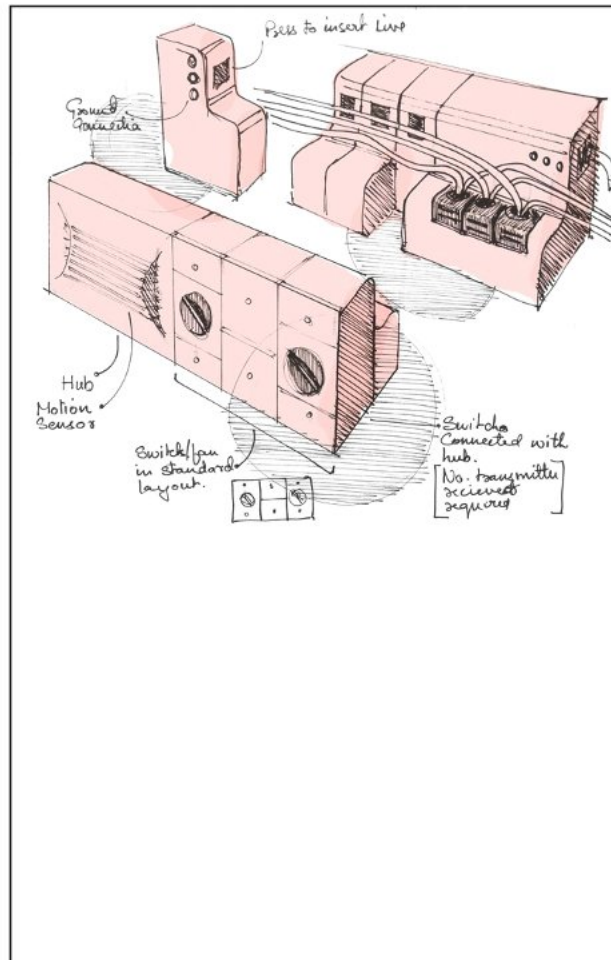 Press to insert Live
Ground
Connectio
Hub
Motion
Sensor
Switch/fan
in standard
layout.
Switches
Connected with
hub.
[No. transmitter
reciever
required]